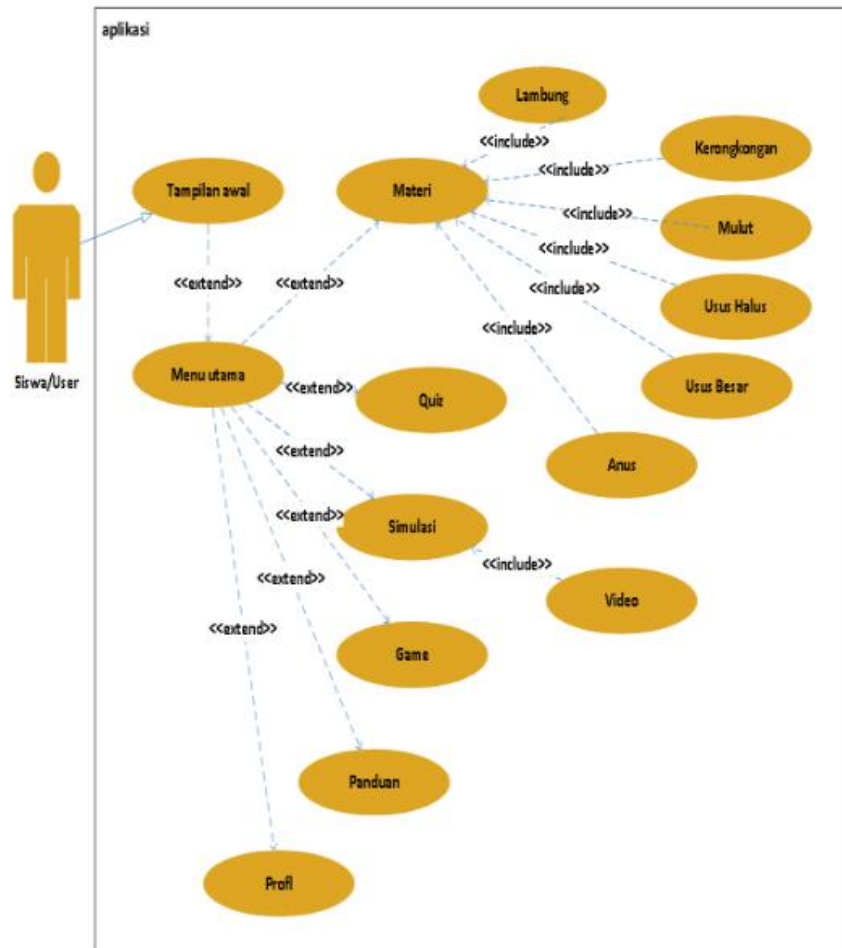 aplikasi
Lambung
<<include>>
Kerongkongan
<<include>>
Tampilan awal
Materi
<<include>>
Mulut
<<include>>
<<extend>>
<<extend>>
<<include>>
Usus Halus
<<include>>
Siswa/User
Menu utama
<<extend>>
Quiz
Usus Besar
<<extend>>
Anus
<<extend>>
Simulasi
<<include>>
<<extend>>
Video
<<extend>>
Game
Panduan
Profl